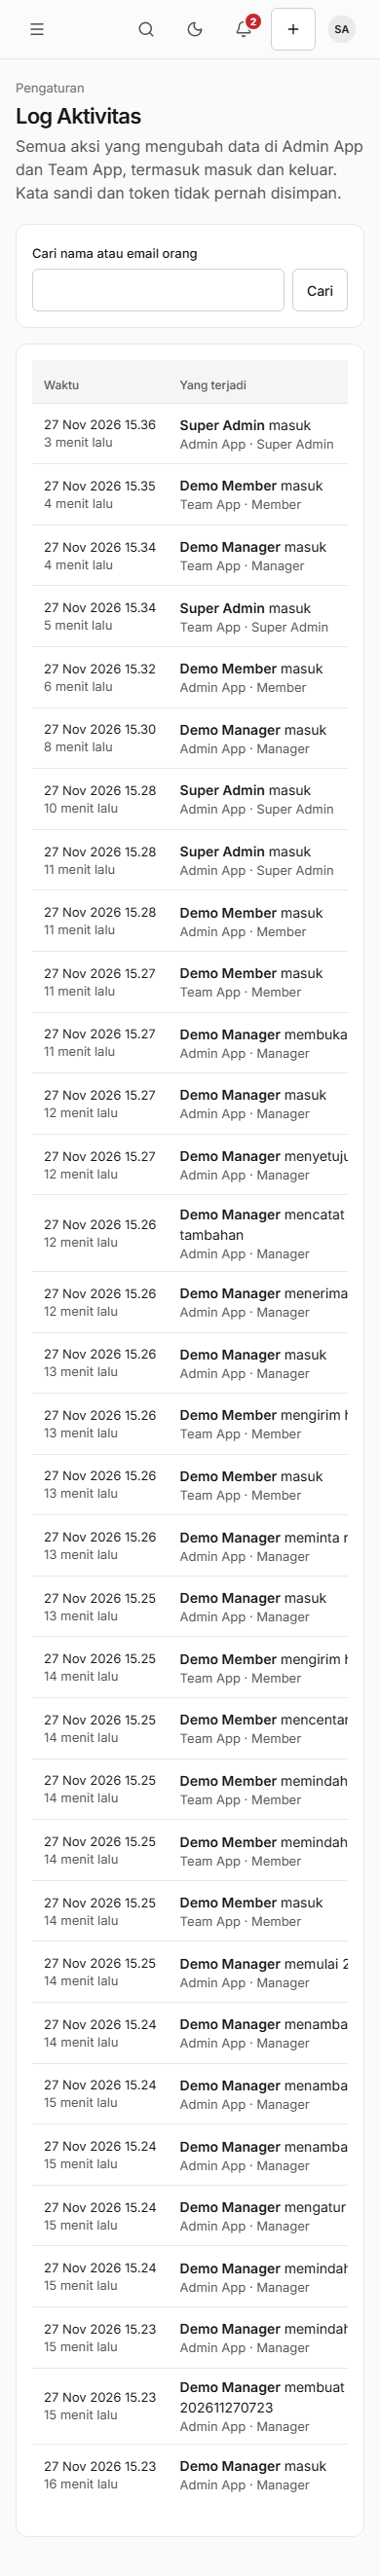 2
SA
Pengaturan
Log Aktivitas
Semua aksi yang mengubah data di Admin App
dan Team App, termasuk masuk dan keluar.
Kata sandi dan token tidak pernah disimpan.
Cari nama atau email orang
Cari
Waktu Yang terjadi
27 Nov 2026 15.36 Super Admin masuk
3 menit lalu Admin App · Super Admin
27 Nov 2026 15.35 Demo Member masuk
4 menit lalu Team App · Member
27 Nov 2026 15.34 Demo Manager masuk
4 menit lalu Team App · Manager
27 Nov 2026 15.34 Super Admin masuk
5 menit lalu Team App · Super Admin
27 Nov 2026 15.32 Demo Member masuk
6 menit lalu Admin App · Member
27 Nov 2026 15.30 Demo Manager masuk
8 menit lalu Admin App · Manager
27 Nov 2026 15.28 Super Admin masuk
10 menit lalu Admin App · Super Admin
27 Nov 2026 15.28 Super Admin masuk
11 menit lalu Admin App · Super Admin
27 Nov 2026 15.28 Demo Member masuk
11 menit lalu Admin App · Member
27 Nov 2026 15.27 Demo Member masuk
11 menit lalu Team App · Member
27 Nov 2026 15.27 Demo Manager membuka
11 menit lalu Admin App · Manager
27 Nov 2026 15.27 Demo Manager masuk
12 menit lalu Admin App · Manager
27 Nov 2026 15.27 Demo Manager menyetuju
12 menit lalu Admin App · Manager
27 Nov 2026 15.26 Demo Manager mencatat
12 menit lalu tambahan
Admin App · Manager
27 Nov 2026 15.26 Demo Manager menerima
12 menit lalu Admin App · Manager
27 Nov 2026 15.26 Demo Manager masuk
13 menit lalu Admin App · Manager
27 Nov 2026 15.26 Demo Member mengirim
13 menit lalu Team App · Member
27 Nov 2026 15.26 Demo Member masuk
13 menit lalu Team App · Member
27 Nov 2026 15.26 Demo Manager meminta
13 menit lalu Admin App · Manager
27 Nov 2026 15.25 Demo Manager masuk
13 menit lalu Admin App · Manager
27 Nov 2026 15.25 Demo Member mengirim
14 menit lalu Team App · Member
27 Nov 2026 15.25 Demo Member mencentan
14 menit lalu Team App · Member
27 Nov 2026 15.25 Demo Member memindah
14 menit lalu Team App · Member
27 Nov 2026 15.25 Demo Member memindah
14 menit lalu Team App · Member
27 Nov 2026 15.25 Demo Member masuk
14 menit lalu Team App · Member
27 Nov 2026 15.25 Demo Manager memulai 2
14 menit lalu Admin App · Manager
27 Nov 2026 15.24 Demo Manager menamba
14 menit lalu Admin App · Manager
27 Nov 2026 15.24 Demo Manager menamba
15 menit lalu Admin App · Manager
27 Nov 2026 15.24 Demo Manager menamba
15 menit lalu Admin App · Manager
27 Nov 2026 15.24 Demo Manager mengatur
15 menit lalu Admin App · Manager
27 Nov 2026 15.24 Demo Manager memindah
15 menit lalu Admin App · Manager
27 Nov 2026 15.23 Demo Manager memindah
15 menit lalu Admin App · Manager
27 Nov 2026 15.23 Demo Manager membuat
15 menit lalu 202611270723
Admin App · Manager
27 Nov 2026 15.23 Demo Manager masuk
16 menit lalu Admin App · Manager